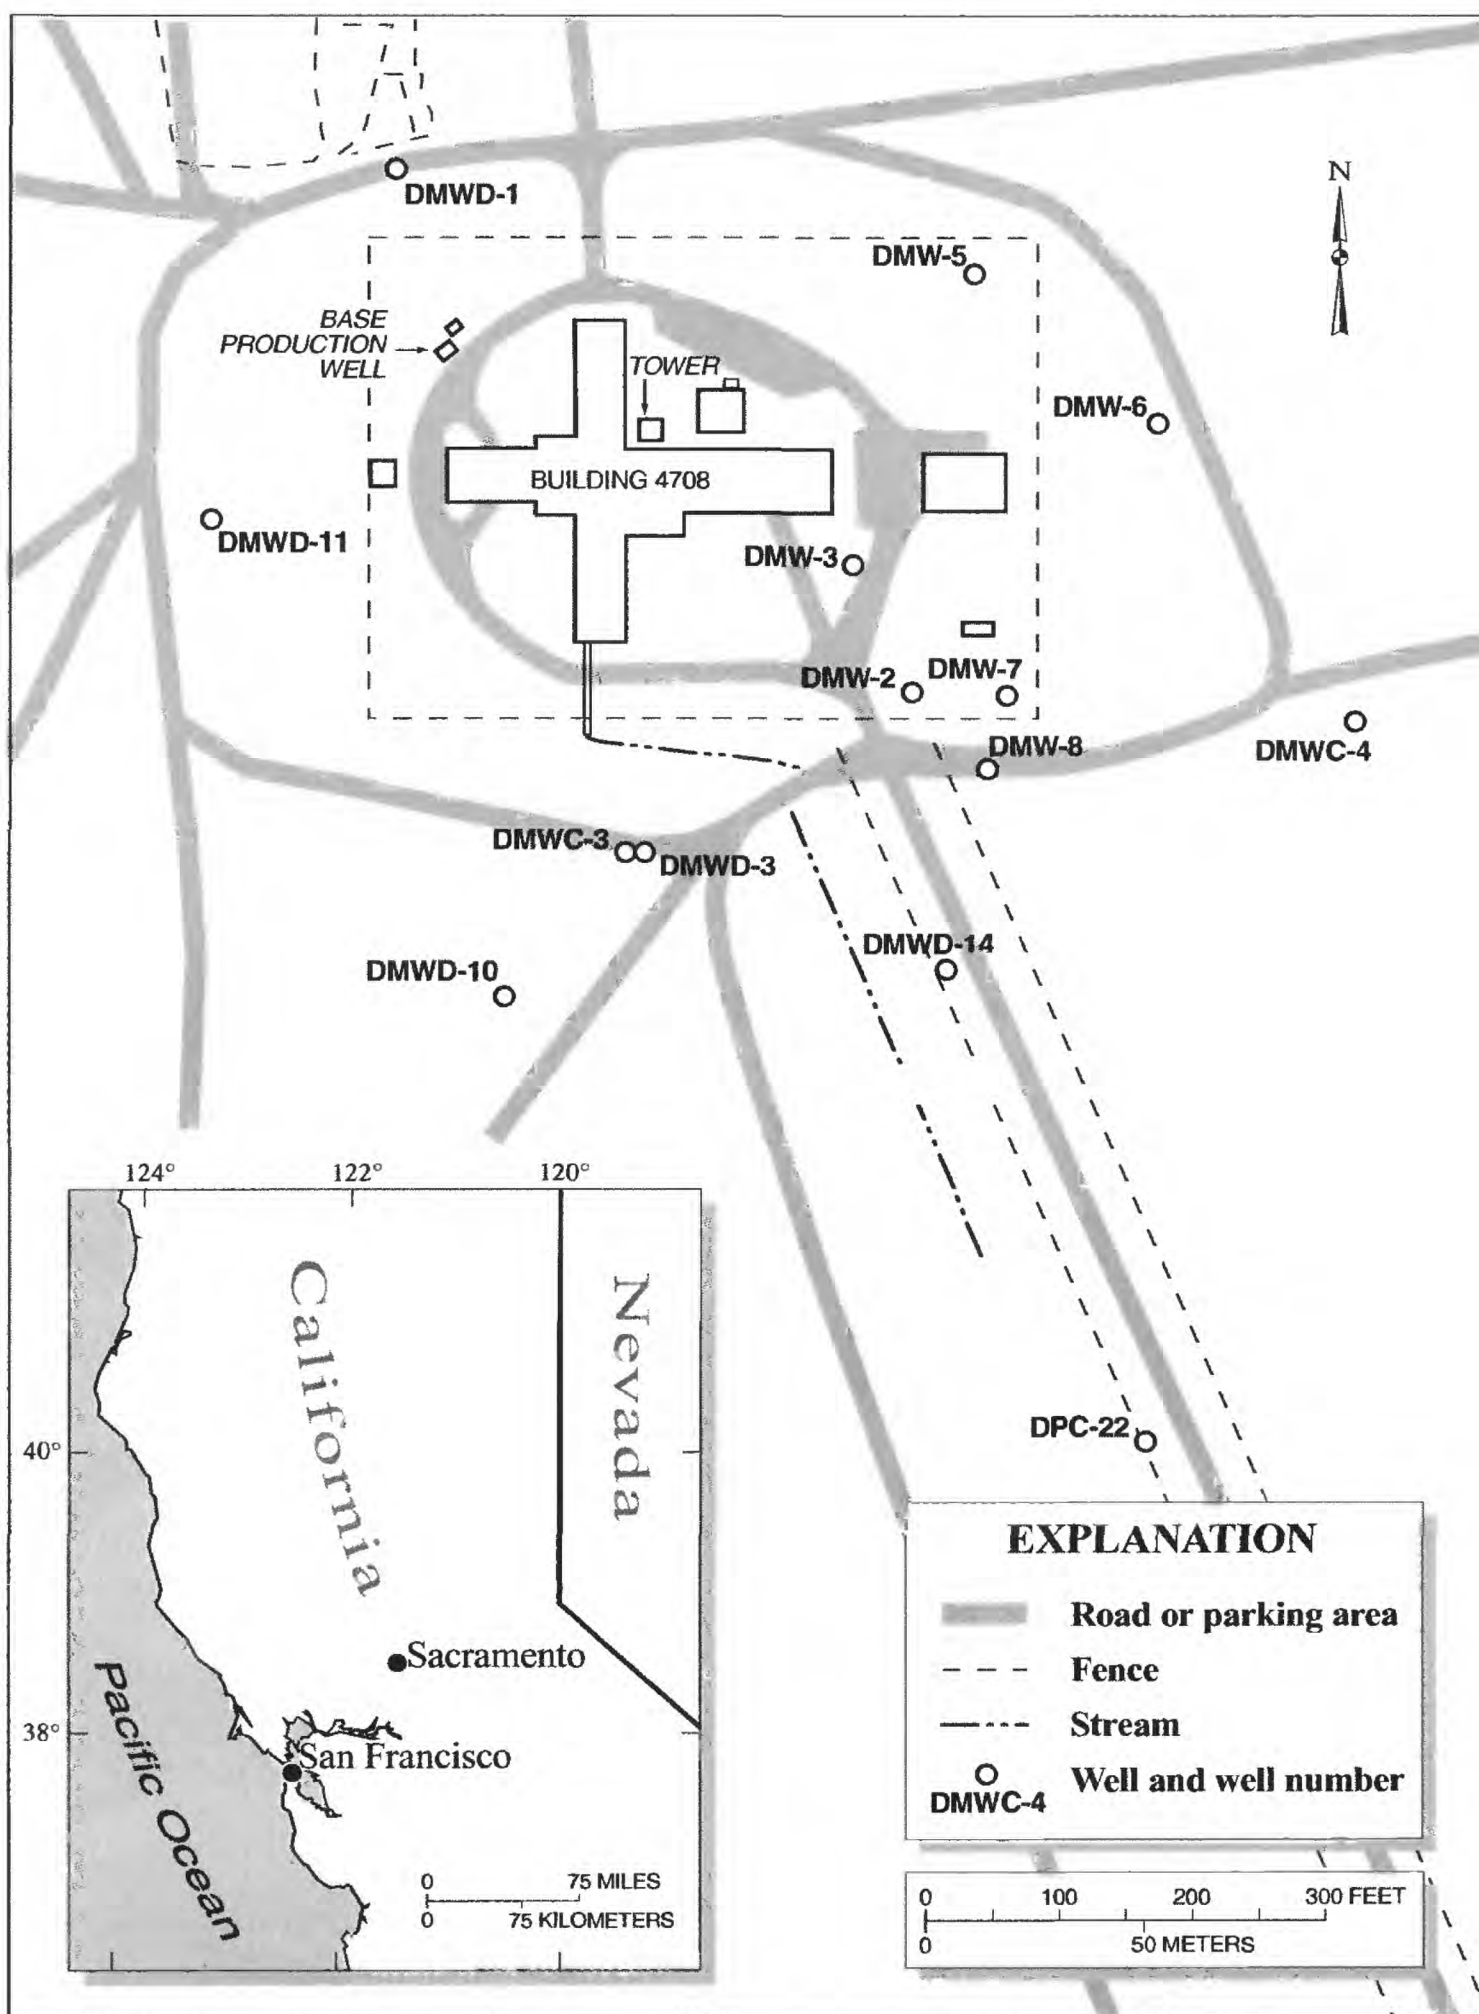 N
DMWD-1
DMW-5
BASE
PRODUCTION
WELL
TOWER
DMW-6
BUILDING 4708
DMWD-11
DMW-3
DMW-2
DMW-7
DMW-8
DMWC-4
DMWC-3
DMWD-3
DMWD-14
DMWD-10
124°
122°
120°
California
Nevada
40°
DPC-22
Sacramento
38°
San Francisco
Pacific Ocean
0
75 MILES
0
75 KILOMETERS
EXPLANATION
Road or parking area
Fence
Stream
Well and well number
DMWC-4
0
100
200
300 FEET
0
50 METERS